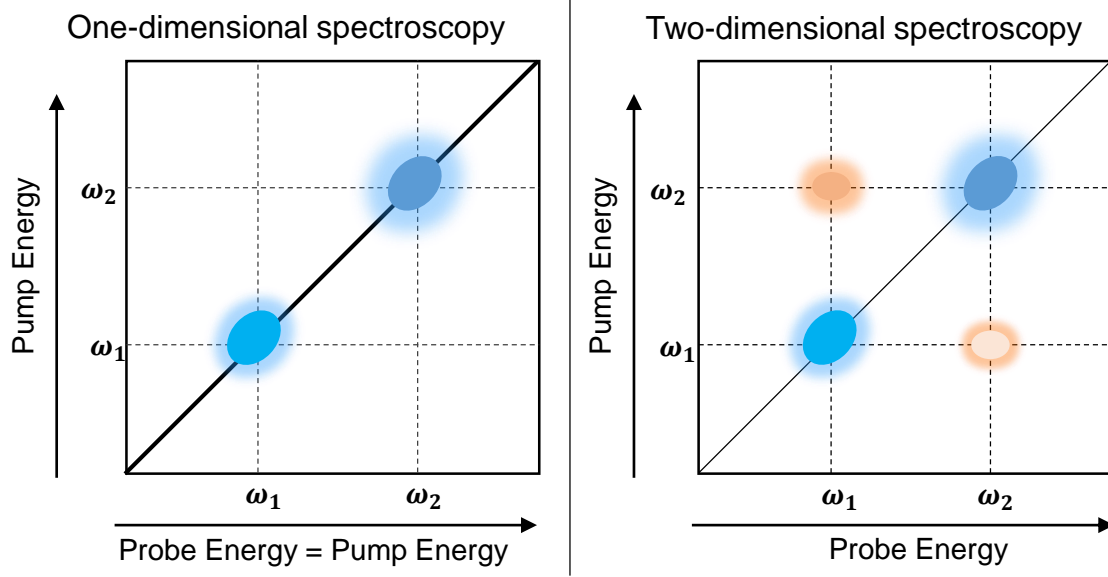 One-dimensional spectroscopy
Pump Energy
ω₂
ω₁
ω₁ ω₂
Probe Energy = Pump Energy
Two-dimensional spectroscopy
Pump Energy
ω₂
ω₁
ω₁ ω₂
Probe Energy